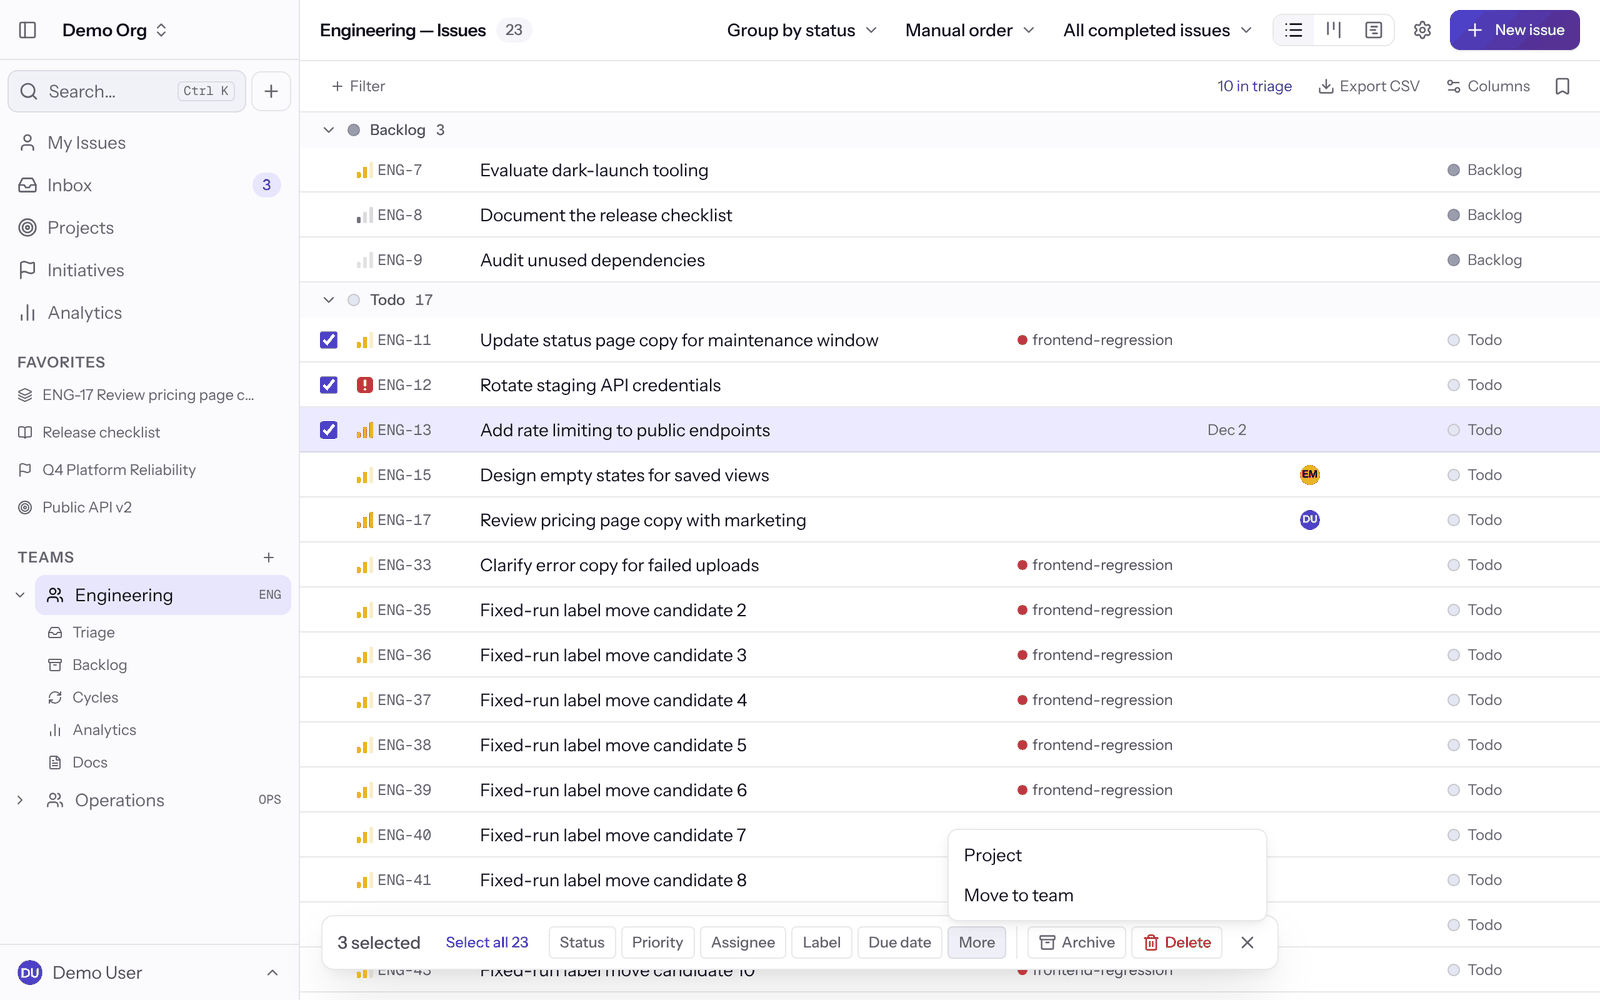 Demo Org
Search...
Ctrl K
My Issues
Inbox
3
Projects
Initiatives
Analytics
FAVORITES
ENG-17 Review pricing page c...
Release checklist
Q4 Platform Reliability
Public API v2
TEAMS
Engineering
ENG
Triage
Backlog
Cycles
Analytics
Docs
Operations
OPS
DU
Demo User
Engineering — Issues
23
Group by status
Manual order
All completed issues
New issue
Filter
10 in triage
Export CSV
Columns
Backlog 3
ENG-7 Evaluate dark-launch tooling Backlog
ENG-8 Document the release checklist Backlog
ENG-9 Audit unused dependencies Backlog
Todo 17
ENG-11 Update status page copy for maintenance window frontend-regression Todo
ENG-12 Rotate staging API credentials Todo
ENG-13 Add rate limiting to public endpoints Dec 2 Todo
ENG-15 Design empty states for saved views EM Todo
ENG-17 Review pricing page copy with marketing DU Todo
ENG-33 Clarify error copy for failed uploads frontend-regression Todo
ENG-35 Fixed-run label move candidate 2 frontend-regression Todo
ENG-36 Fixed-run label move candidate 3 frontend-regression Todo
ENG-37 Fixed-run label move candidate 4 frontend-regression Todo
ENG-38 Fixed-run label move candidate 5 frontend-regression Todo
ENG-39 Fixed-run label move candidate 6 frontend-regression Todo
ENG-40 Fixed-run label move candidate 7 Todo
ENG-41 Fixed-run label move candidate 8 Todo
Todo
ENG-43 Fixed-run label move candidate 10 frontend-regression Todo
Project
Move to team
3 selected
Select all 23
Status
Priority
Assignee
Label
Due date
More
Archive
Delete